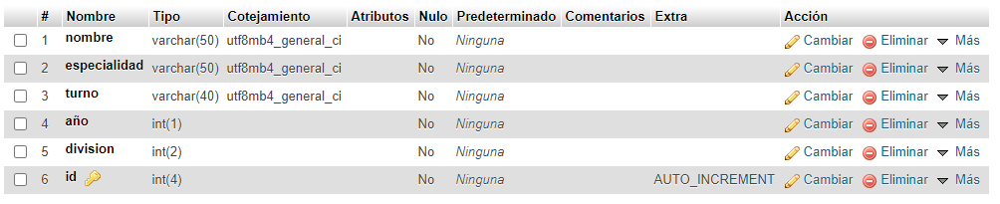 # Nombre Tipo Cotejamiento Atributos Nulo Predeterminado Comentarios Extra Acción
1 nombre varchar(50) utf8mb4_general_ci No Ninguna Cambiar Eliminar Más
2 especialidad varchar(50) utf8mb4_general_ci No Ninguna Cambiar Eliminar Más
3 turno varchar(40) utf8mb4_general_ci No Ninguna Cambiar Eliminar Más
4 año int(1) No Ninguna Cambiar Eliminar Más
5 division int(2) No Ninguna Cambiar Eliminar Más
6 id int(4) No Ninguna AUTO_INCREMENT Cambiar Eliminar Más